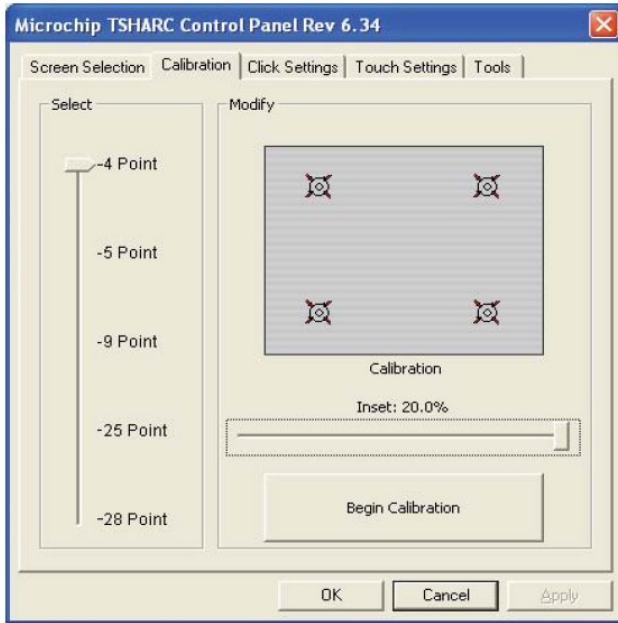 Microchip TSHARC Control Panel Rev 6.34
Screen Selection Calibration Click Settings Touch Settings Tools
Select
-4 Point
-5 Point
-9 Point
-25 Point
-28 Point
Modify
Calibration
Inset: 20.0%
Begin Calibration
OK Cancel Apply